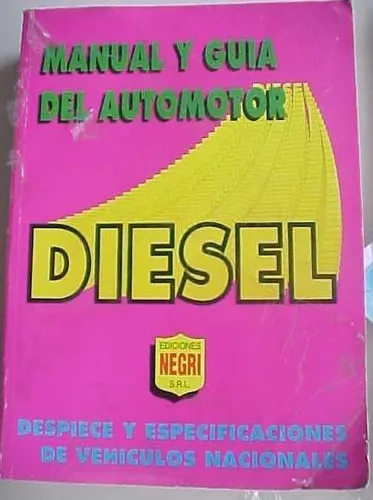 MANUAL Y GUIA
DEL AUTOMOTOR
DIESEL
EDICIONES
NEGRI
S.R.L.
DESPIECE Y ESPECIFICACIONES
DE VEHICULOS NACIONALES